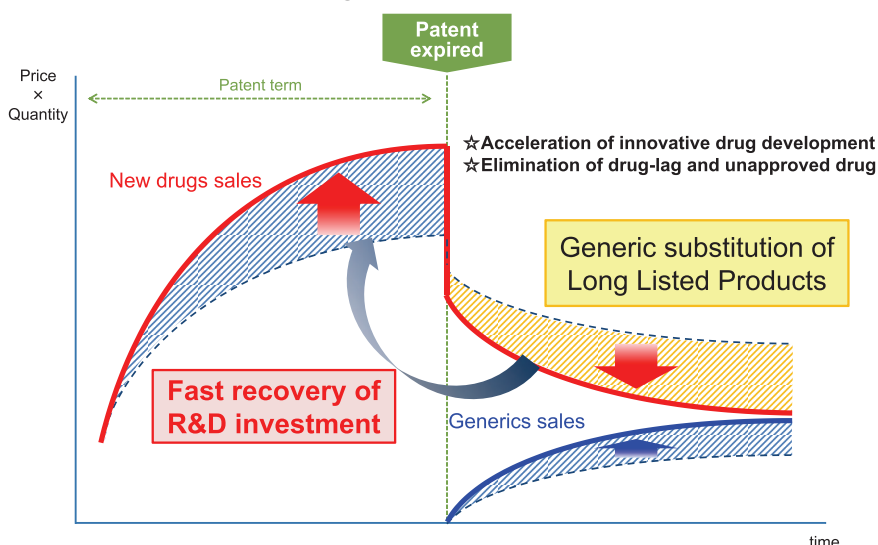 Patent
expired
Price
×
Quantity
Patent term
☆Acceleration of innovative drug development
☆Elimination of drug-lag and unapproved drug
New drugs sales
Generic substitution of
Long Listed Products
Fast recovery of
R&D investment
Generics sales
time